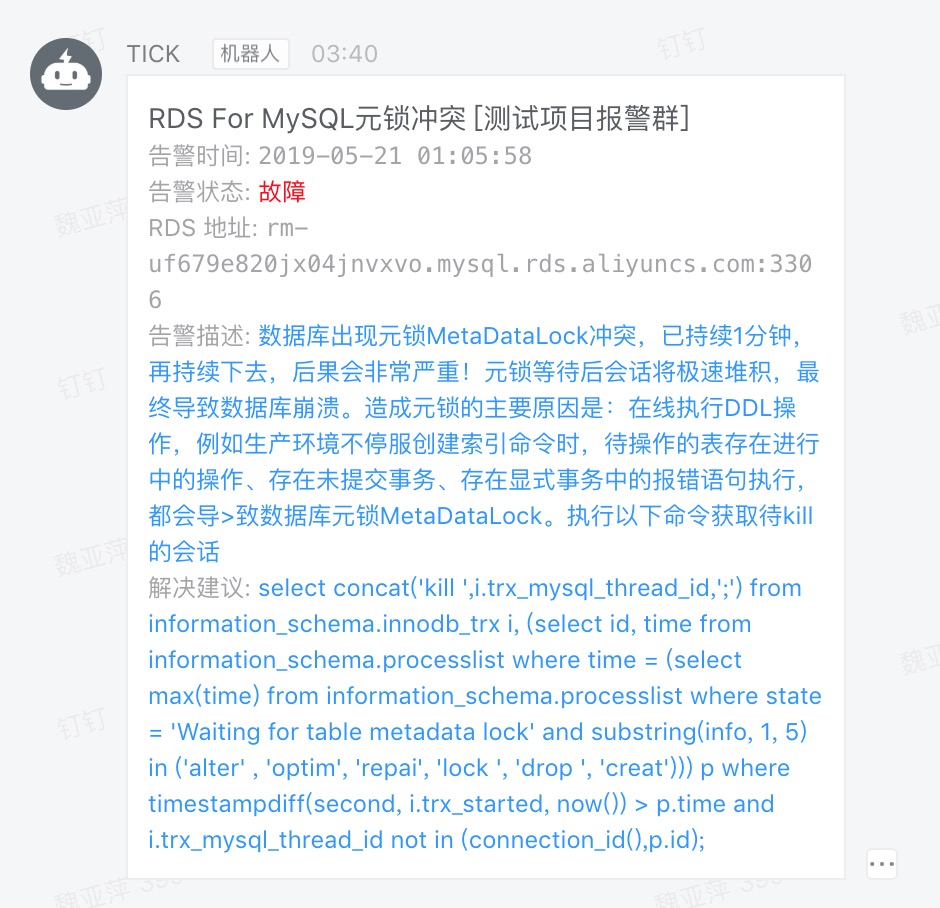 TICK 机器人 03:40
钉钉
RDS For MySQL元锁冲突 [测试项目报警群]
告警时间: 2019-05-21 01:05:58
告警状态: 故障
RDS 地址: rm-
uf679e820jx04jnvxvo.mysql.rds.aliyuncs.com:330
6
告警描述: 数据库出现元锁MetaDataLock冲突，已持续1分钟，
再持续下去，后果会非常严重！元锁等待后会话将极速堆积，最
终导致数据库崩溃。造成元锁的主要原因是：在线执行DDL操
作，例如生产环境不停服创建索引命令时，待操作的表存在进行
中的操作、存在未提交事务、存在显式事务中的报错语句执行，
都会导>致数据库元锁MetaDataLock。执行以下命令获取待kill
的会话
解决建议: select concat('kill ',i.trx_mysql_thread_id,';') from
information_schema.innodb_trx i, (select id, time from
information_schema.processlist where time = (select
max(time) from information_schema.processlist where state
= 'Waiting for table metadata lock' and substring(info, 1, 5)
in ('alter' , 'optim', 'repai', 'lock ', 'drop ', 'creat'))) p where
timestampdiff(second, i.trx_started, now()) > p.time and
i.trx_mysql_thread_id not in (connection_id(),p.id);
魏亚萍
钉钉
魏亚萍
钉钉
魏亚萍
魏亚萍